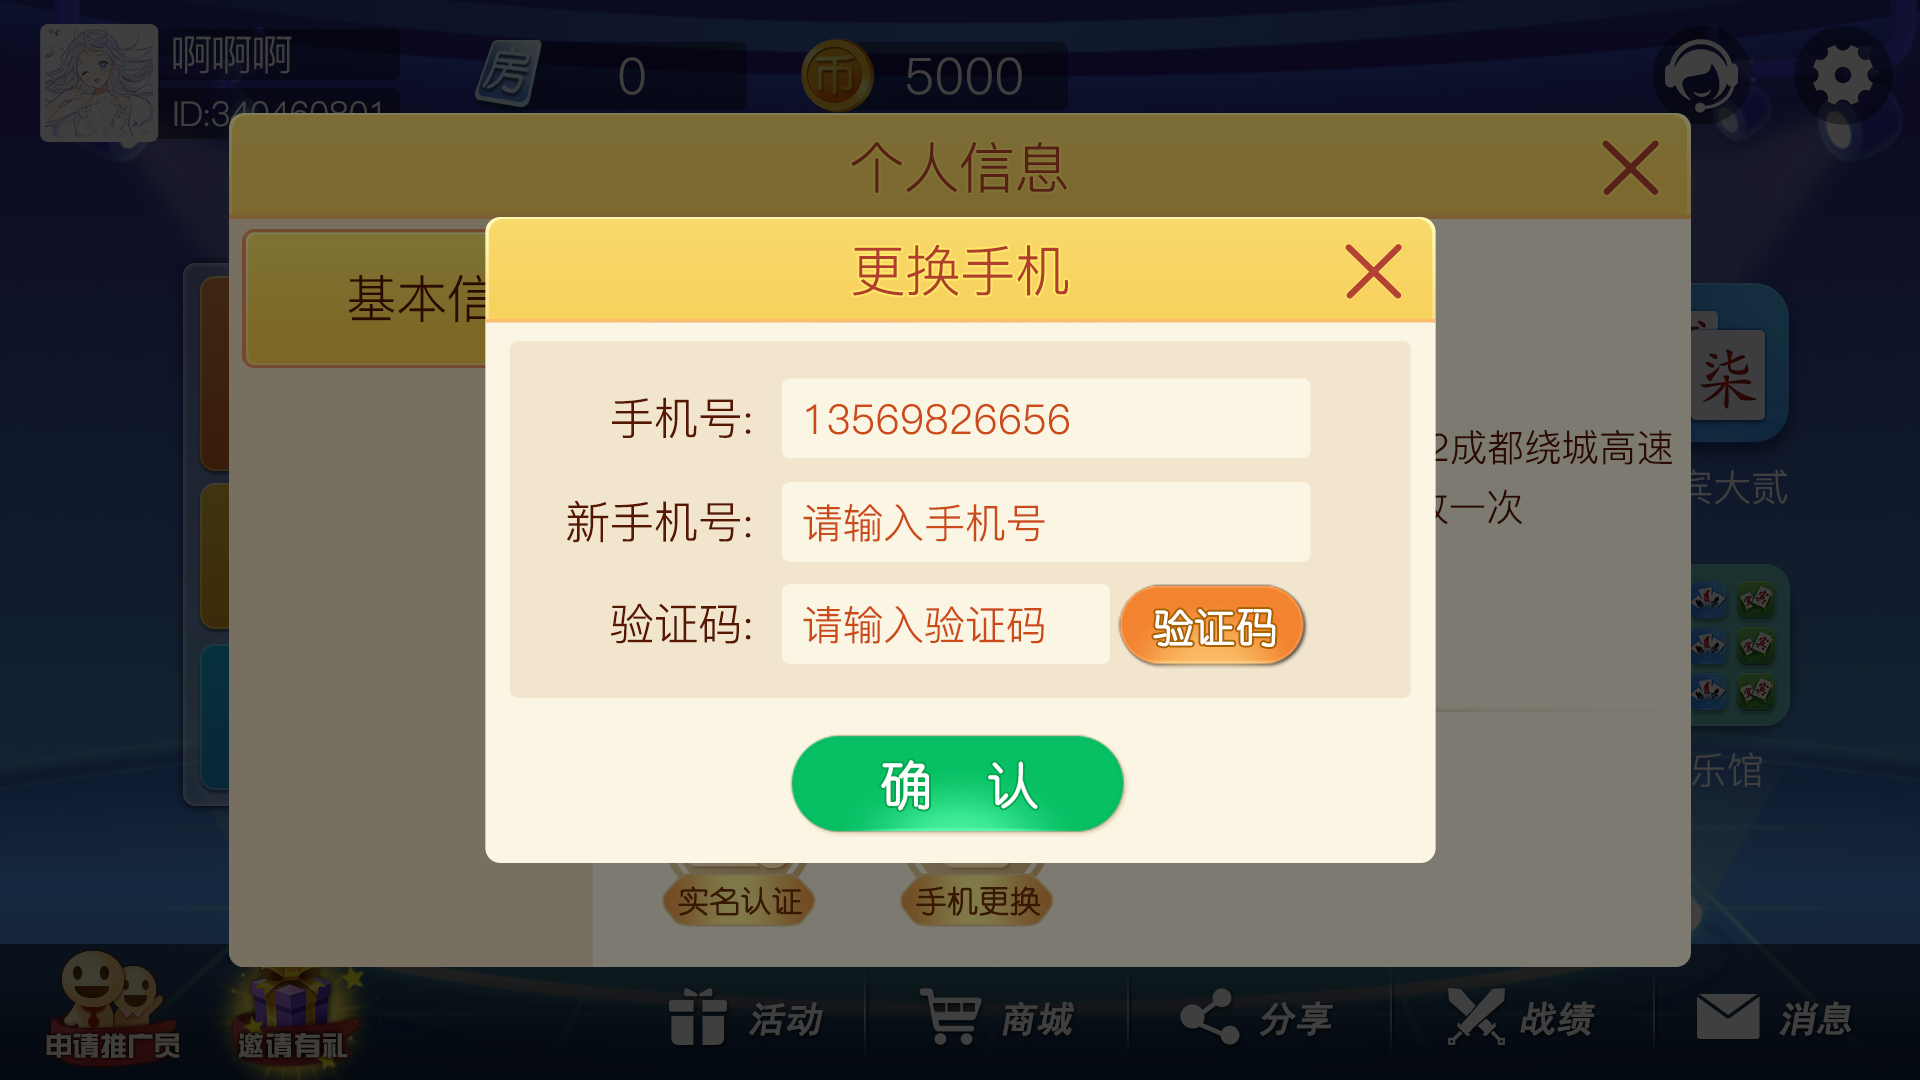 啊啊啊
ID:340460801
房
0
币
5000
个人信息
基本信
更换手机
手机号:
13569826656
新手机号:
请输入手机号
验证码:
请输入验证码
验证码
确 认
2成都绕城高速
一次
柒
宾大贰
乐馆
实名认证
手机更换
申请推广员
邀请有礼
活动
商城
分享
战绩
消息